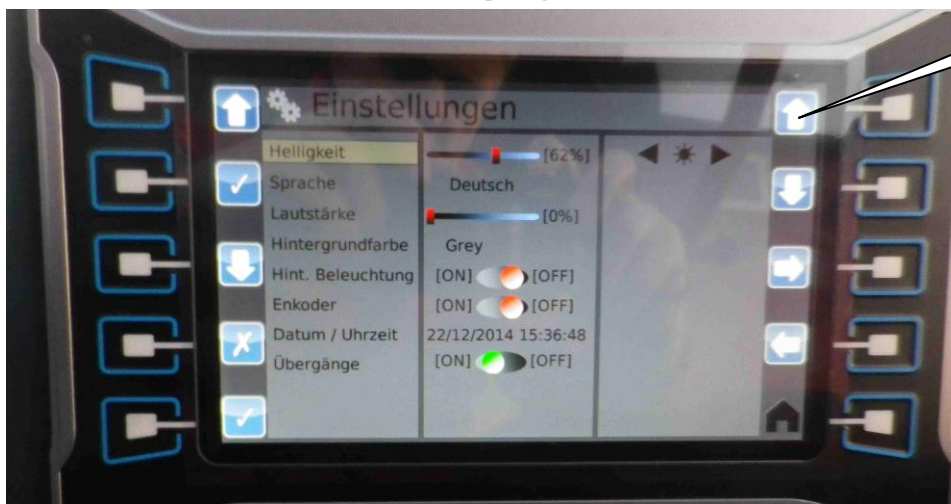 Einstellungen
Helligkeit [62%]
Sprache Deutsch
Lautstärke [0%]
Hintergrundfarbe Grey
Hint. Beleuchtung [ON] [OFF]
Enkoder [ON] [OFF]
Datum / Uhrzeit 22/12/2014 15:36:48
Übergänge [ON] [OFF]